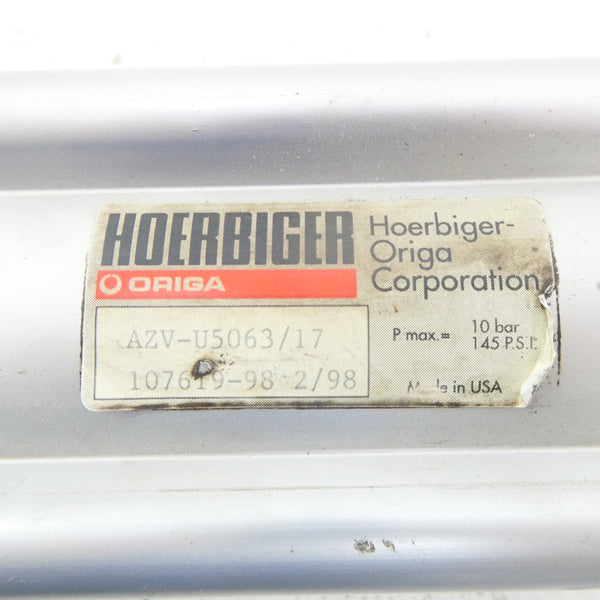 HOERBIGER
ORIGA
Hoerbiger-
Origa
Corporation
AZV-U5063/17
107619-98 2/98
P max.= 10 bar
145 P.S.I.
Made in USA